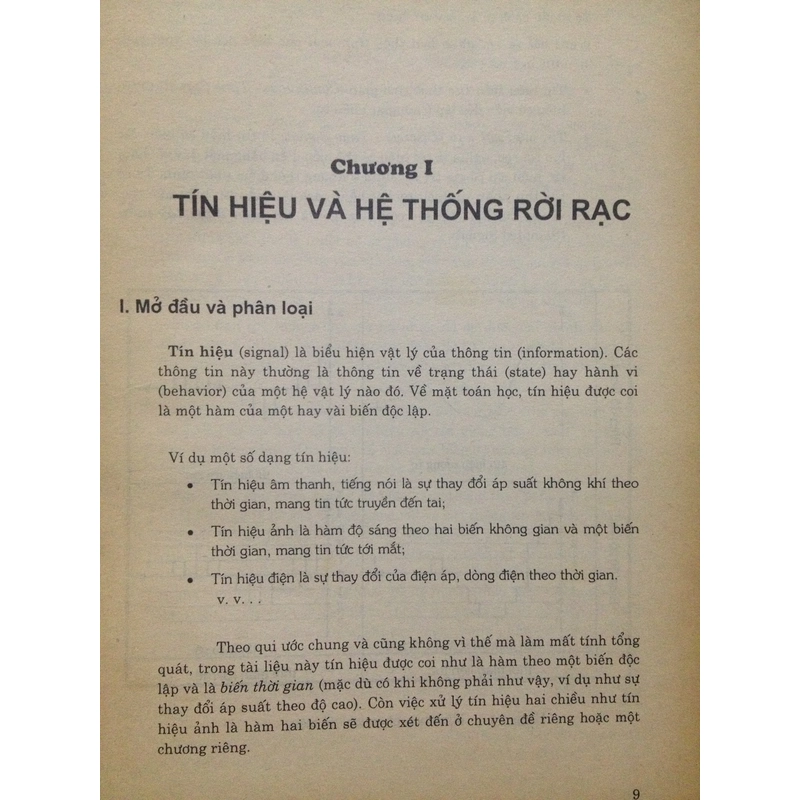 Chương I
TÍN HIỆU VÀ HỆ THỐNG RỜI RẠC
I. Mở đầu và phân loại
Tín hiệu (signal) là biểu hiện vật lý của thông tin (information). Các
thông tin này thường là thông tin về trạng thái (state) hay hành vi
(behavior) của một hệ vật lý nào đó. Về mặt toán học, tín hiệu được coi
là một hàm của một hay vài biến độc lập.
Ví dụ một số dạng tín hiệu:
• Tín hiệu âm thanh, tiếng nói là sự thay đổi áp suất không khí theo
thời gian, mang tin tức truyền đến tai;
• Tín hiệu ảnh là hàm độ sáng theo hai biến không gian và một biến
thời gian, mang tin tức tới mắt;
• Tín hiệu điện là sự thay đổi của điện áp, dòng điện theo thời gian.
v. v. . .
Theo qui ước chung và cũng không vì thế mà làm mất tính tổng
quát, trong tài liệu này tín hiệu được coi như là hàm theo một biến độc
lập và là biến thời gian (mặc dù có khi không phải như vậy, ví dụ như sự
thay đổi áp suất theo độ cao). Còn việc xử lý tín hiệu hai chiều như tín
hiệu ảnh là hàm hai biến sẽ được xét đến ở chuyên đề riêng hoặc một
chương riêng.
9